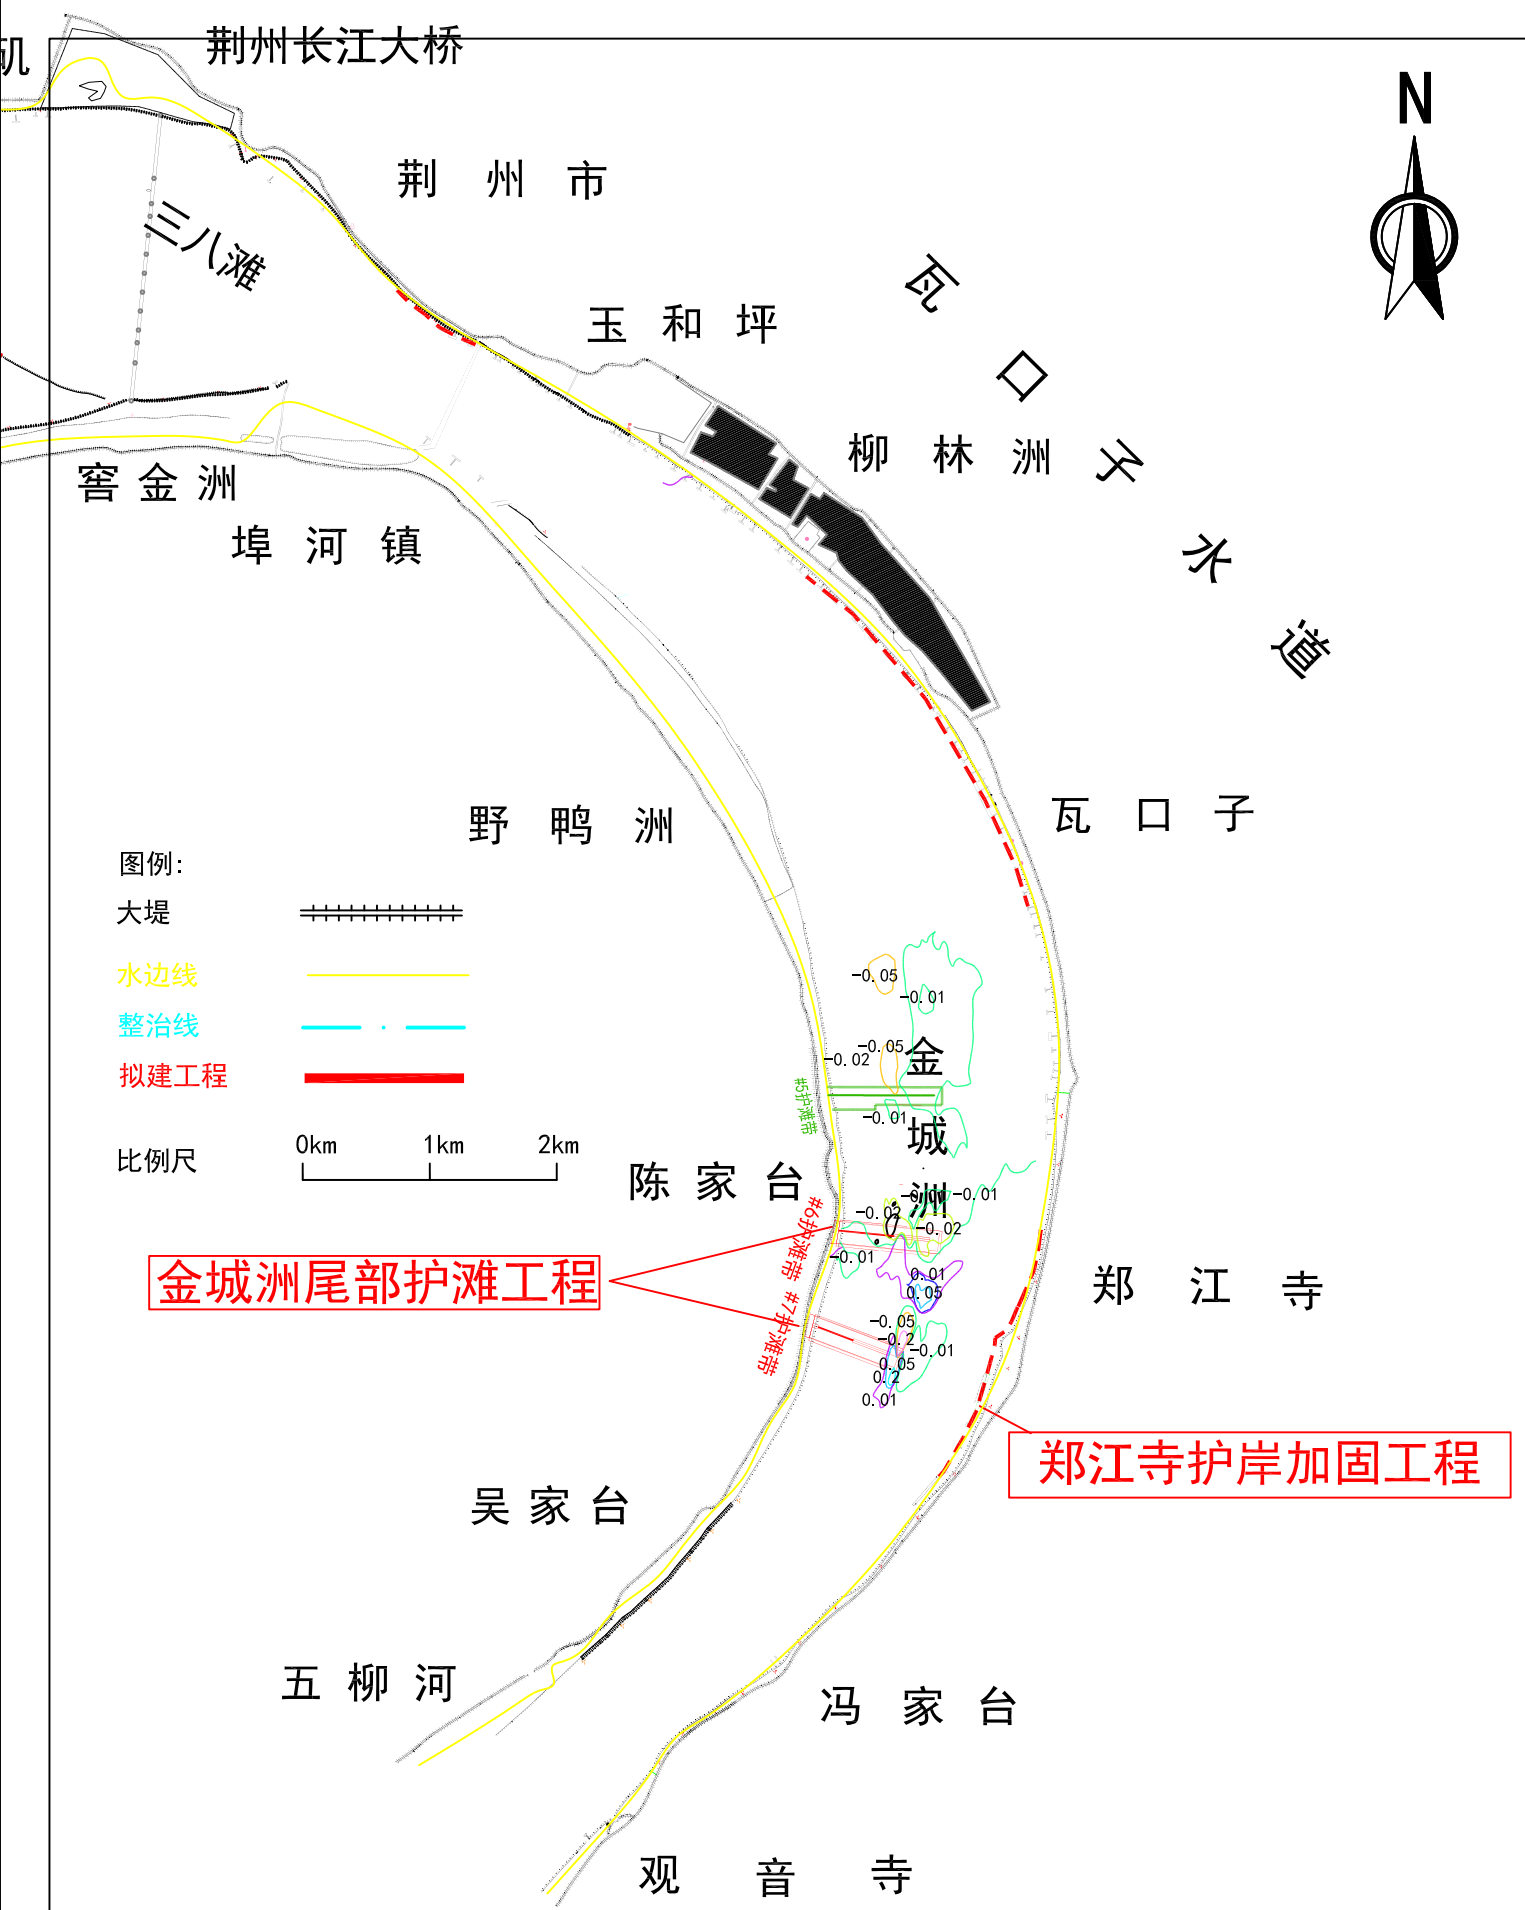 矶
荆州长江大桥
N
荆州市
三八滩
瓦口子水道
玉和坪
柳林洲
窖金洲
埠河镇
野鸭洲
瓦口子
图例:
大堤
水边线
整治线
拟建工程
比例尺
0km 1km 2km
-0.05
-0.01
-0.05
-0.02
金城洲
#5护滩带
-0.01
陈家台
-0.01
-0.02
-0.02
#6护滩带
-0.01
0.01
0.05
金城洲尾部护滩工程
郑江寺
#7护滩带
-0.05
-0.2
-0.01
0.05
0.2
0.01
郑江寺护岸加固工程
吴家台
五柳河
冯家台
观音寺